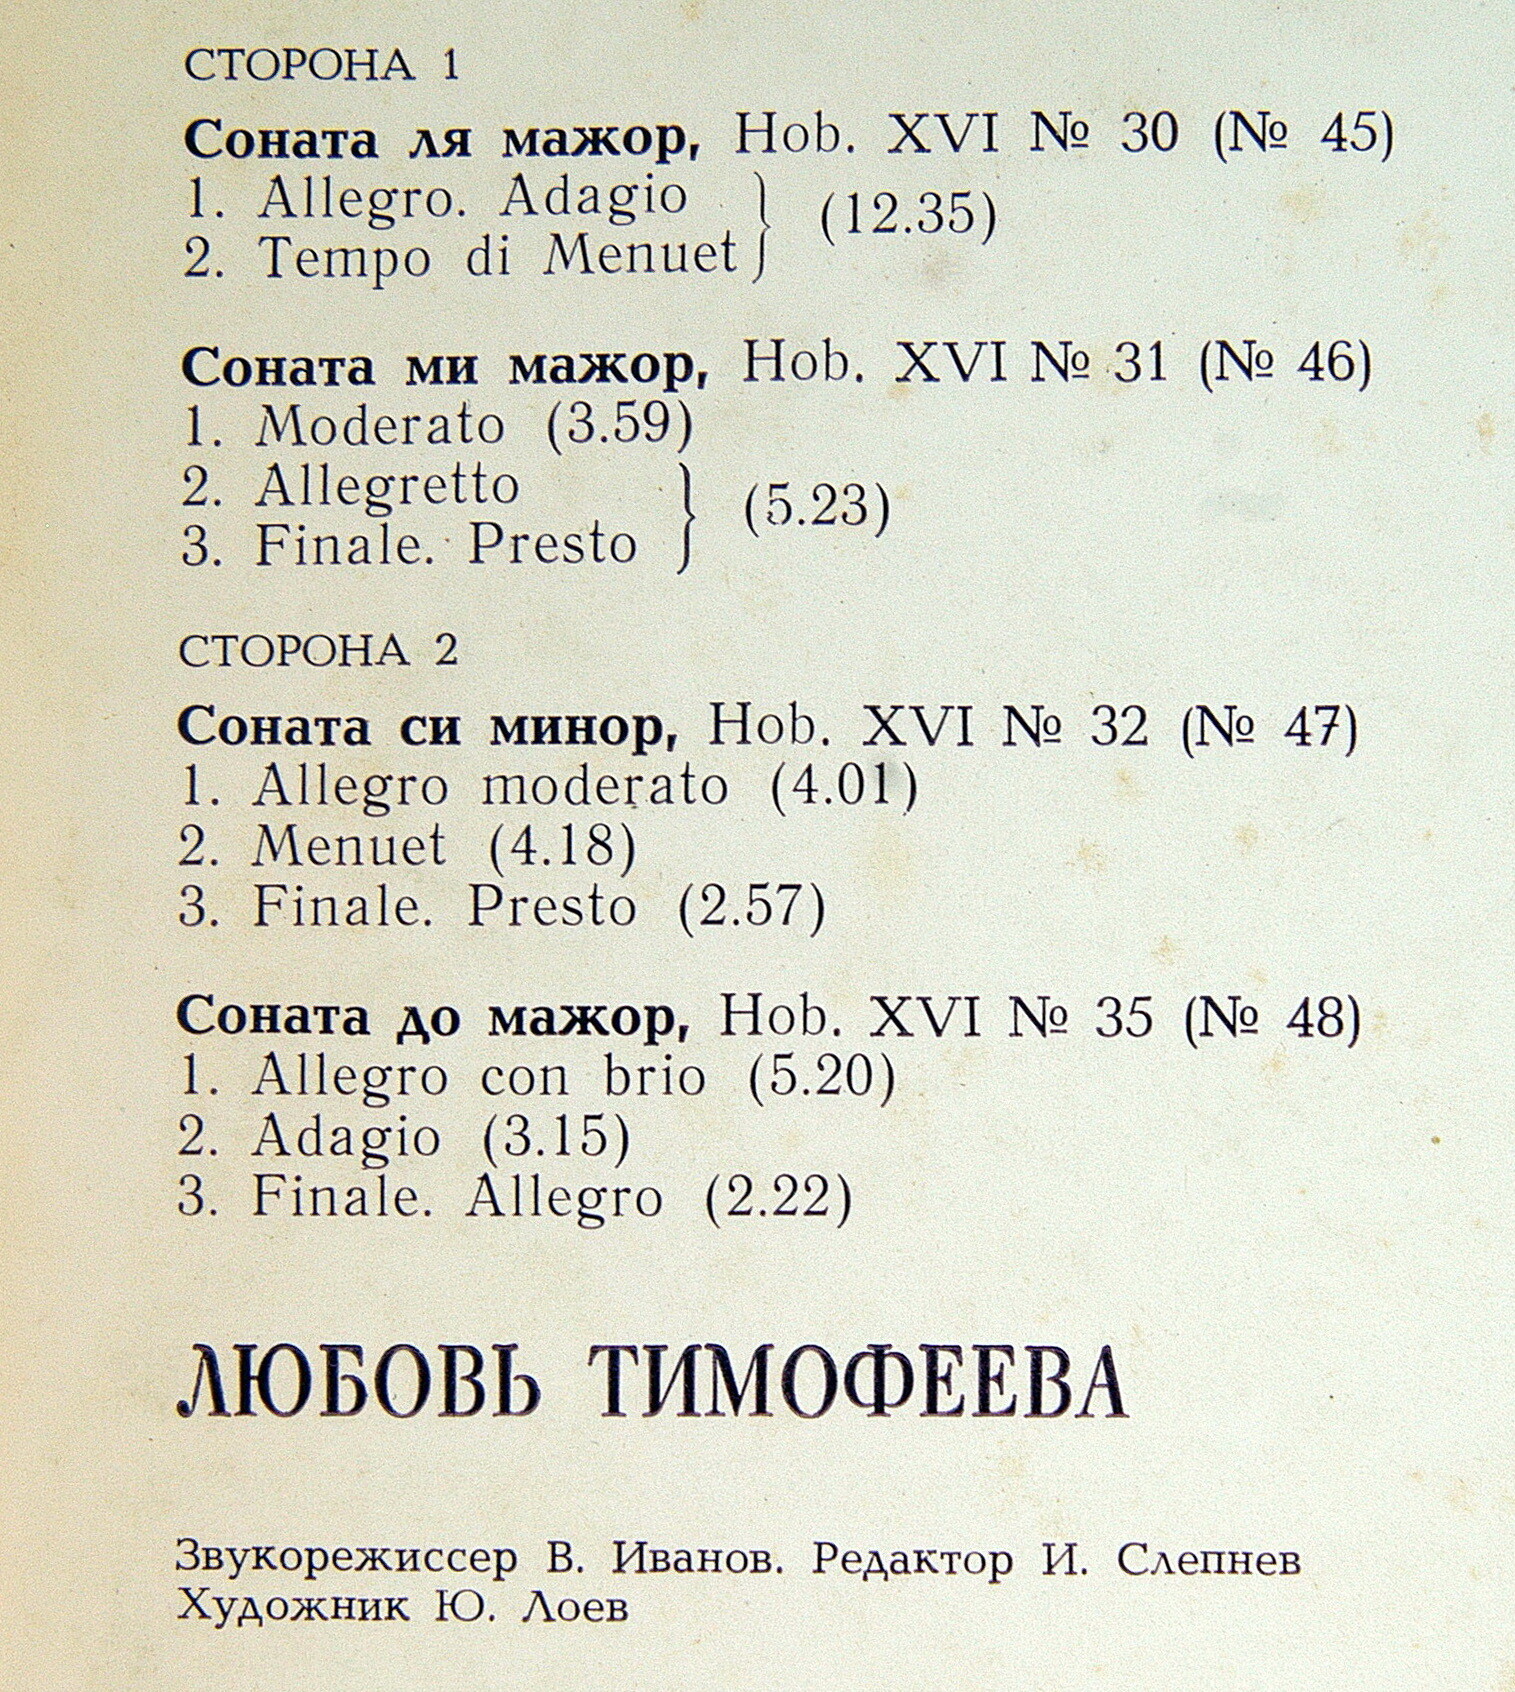 СТОРОНА 1
Соната ля мажор, Hob. XVI № 30 (№ 45)
1. Allegro. Adagio
2. Tempo di Menuet } (12.35)
Соната ми мажор, Hob. XVI № 31 (№ 46)
1. Moderato (3.59)
2. Allegretto
3. Finale. Presto } (5.23)
СТОРОНА 2
Соната си минор, Hob. XVI № 32 (№ 47)
1. Allegro moderato (4.01)
2. Menuet (4.18)
3. Finale. Presto (2.57)
Соната до мажор, Hob. XVI № 35 (№ 48)
1. Allegro con brio (5.20)
2. Adagio (3.15)
3. Finale. Allegro (2.22)
ЛЮБОВЬ ТИМОФЕЕВА
Звукорежиссер В. Иванов. Редактор И. Слепнев
Художник Ю. Лоев